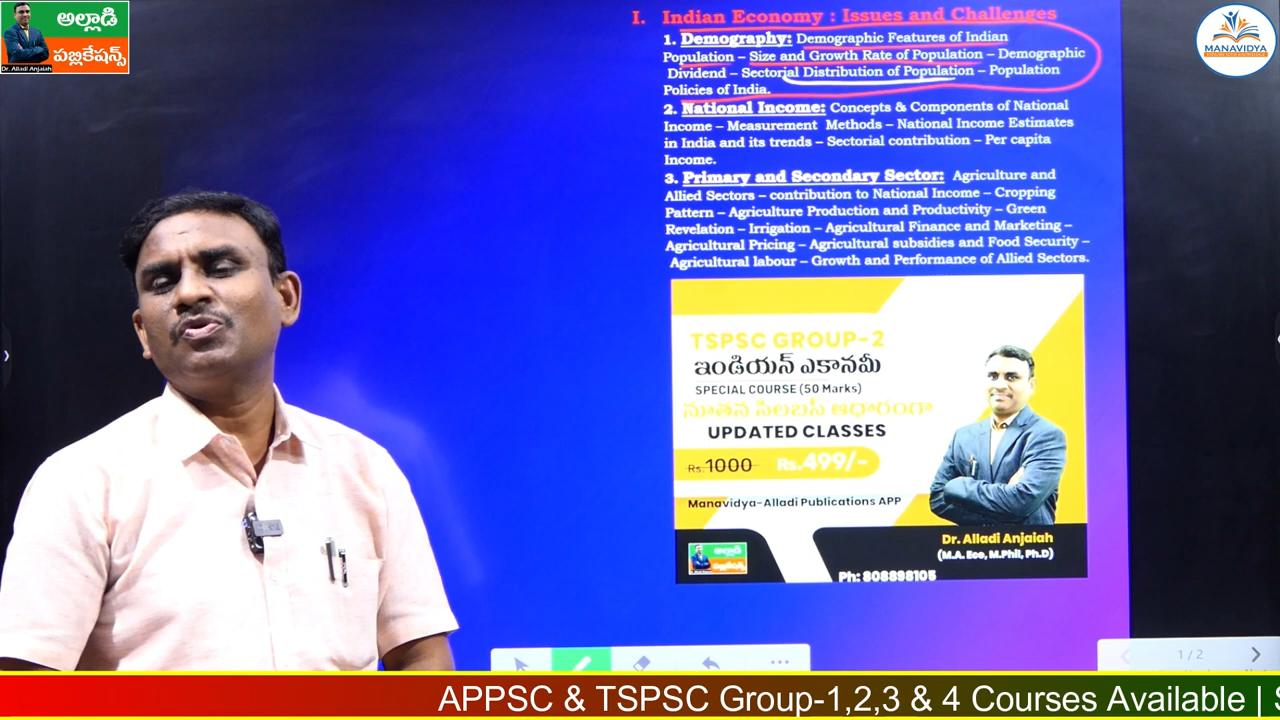 అల్లాడి
పబ్లికేషన్స్
Dr. Alladi Anjaiah
MANAVIDYA
I. Indian Economy : Issues and Challenges
1. Demography: Demographic Features of Indian
Population – Size and Growth Rate of Population – Demographic
Dividend – Sectorial Distribution of Population – Population
Policies of India.
2. National Income: Concepts & Components of National
Income – Measurement Methods – National Income Estimates
in India and its trends – Sectorial contribution – Per capita
Income.
3. Primary and Secondary Sector: Agriculture and
Allied Sectors – contribution to National Income – Cropping
Pattern – Agriculture Production and Productivity – Green
Revelation – Irrigation – Agricultural Finance and Marketing –
Agricultural Pricing – Agricultural subsidies and Food Security –
Agricultural labour – Growth and Performance of Allied Sectors.
TSPSC GROUP-2
ఇండియన్ ఎకానమీ
SPECIAL COURSE (50 Marks)
నూతన సిలబస్ ఆధారంగా
UPDATED CLASSES
Rs.1000 Rs.499/-
Manavidya-Alladi Publications APP
Dr. Alladi Anjaiah
(M.A. Eco, M.Phil, Ph.D)
అల్లాడి
Ph: 808898105
1 / 2
APPSC & TSPSC Group-1,2,3 & 4 Courses Available | S